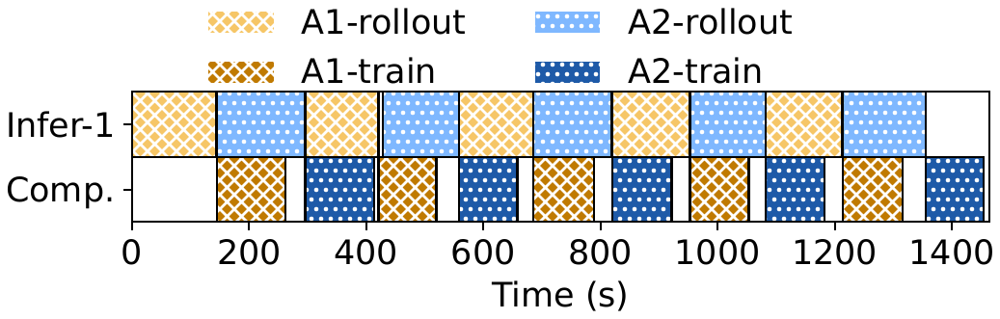 A1-rollout A2-rollout
A1-train A2-train
Infer-1
Comp.
0 200 400 600 800 1000 1200 1400
Time (s)